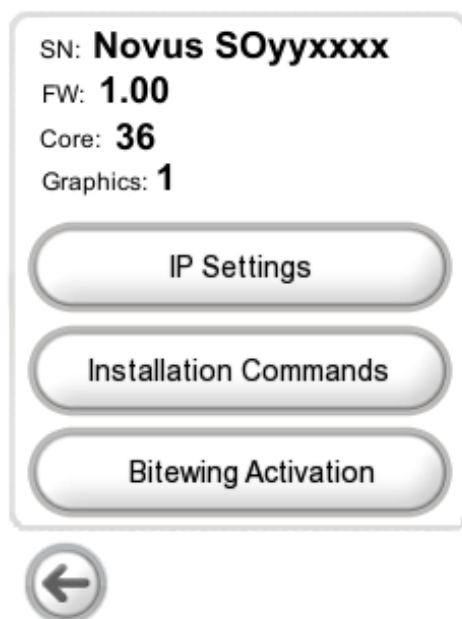 SN: Novus SOyyxxxx
FW: 1.00
Core: 36
Graphics: 1
IP Settings
Installation Commands
Bitewing Activation